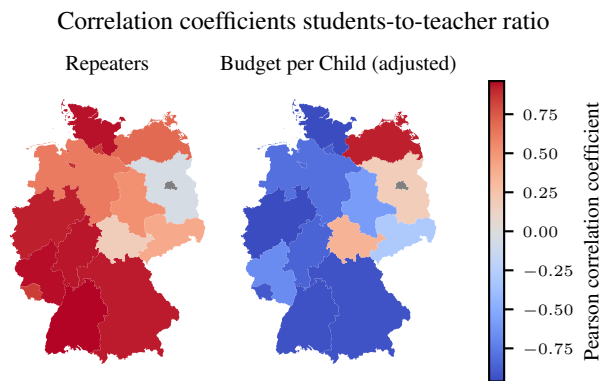 Correlation coefficients students-to-teacher ratio
Repeaters
Budget per Child (adjusted)
0.75
0.50
0.25
0.00
−0.25
−0.50
−0.75
Pearson correlation coefficient